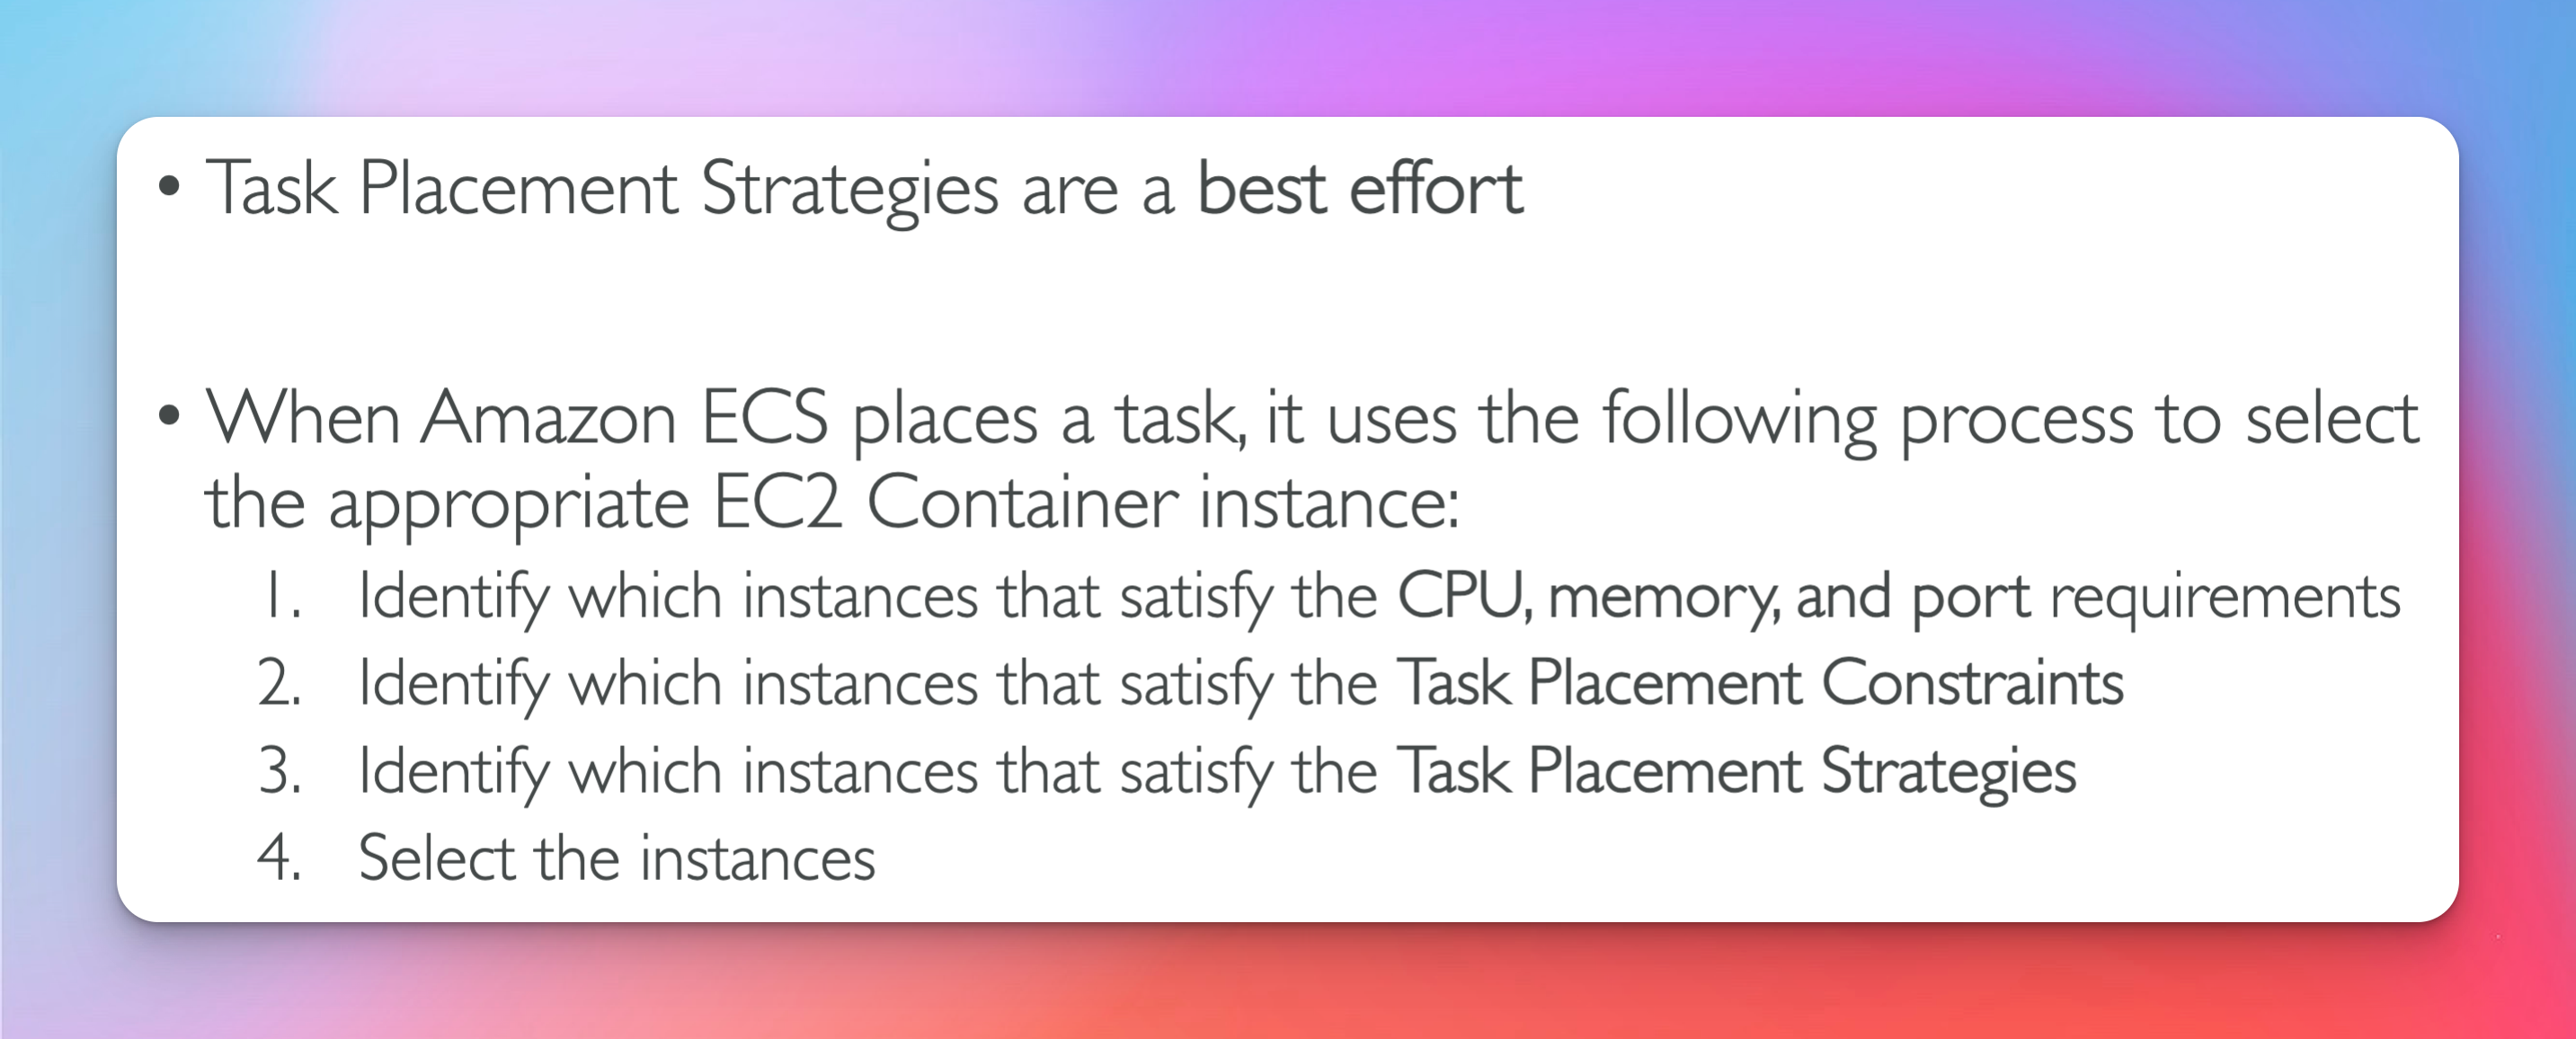 • Task Placement Strategies are a best effort
• When Amazon ECS places a task, it uses the following process to select
the appropriate EC2 Container instance:
1. Identify which instances that satisfy the CPU, memory, and port requirements
2. Identify which instances that satisfy the Task Placement Constraints
3. Identify which instances that satisfy the Task Placement Strategies
4. Select the instances